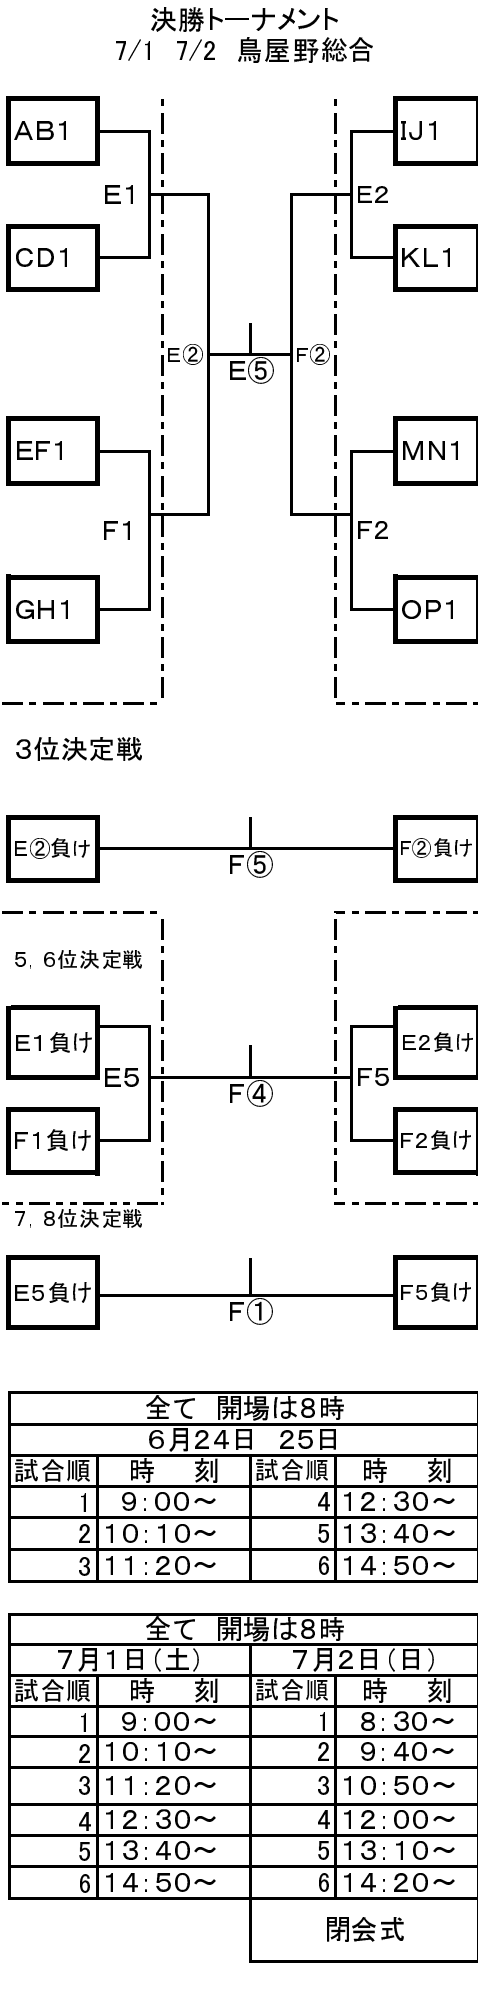 決勝トーナメント
7/1 7/2 鳥屋野総合
AB1 IJ1
E1 E2
CD1 KL1
E② F②
E⑤
EF1 MN1
F1 F2
GH1 OP1
3位決定戦
E②負け F②負け
F⑤
5，6位決定戦
E1負け E2負け
E5 F5
F④
F1負け F2負け
7，8位決定戦
E5負け F5負け
F①
全て 開場は8時
6月24日 25日
試合順 時 刻 試合順 時 刻
1 9:00～ 4 12:30～
2 10:10～ 5 13:40～
3 11:20～ 6 14:50～
全て 開場は8時
7月1日（土） 7月2日（日）
試合順 時 刻 試合順 時 刻
1 9:00～ 1 8:30～
2 10:10～ 2 9:40～
3 11:20～ 3 10:50～
4 12:30～ 4 12:00～
5 13:40～ 5 13:10～
6 14:50～ 6 14:20～
閉会式